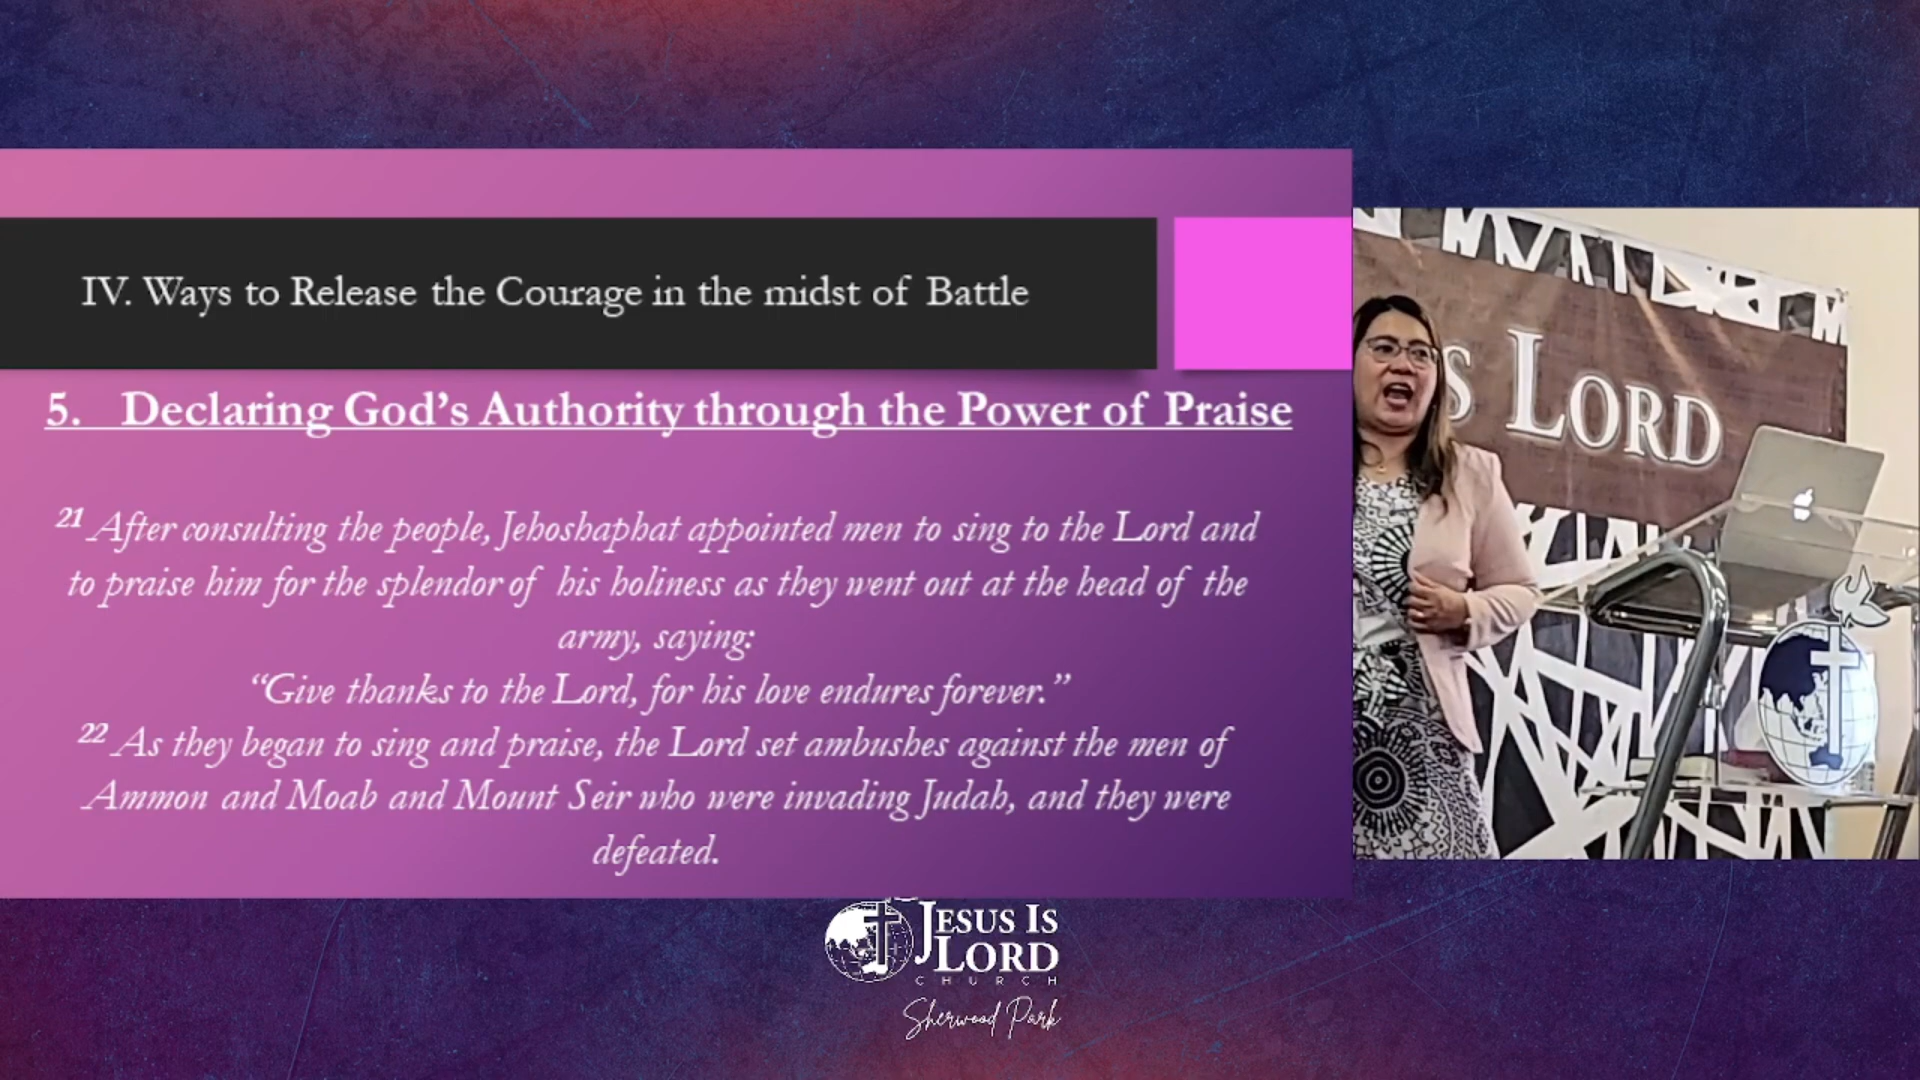 IV. Ways to Release the Courage in the midst of Battle
5. Declaring God's Authority through the Power of Praise
21 After consulting the people, Jehoshaphat appointed men to sing to the Lord and
to praise him for the splendor of his holiness as they went out at the head of the
army, saying:
“Give thanks to the Lord, for his love endures forever.”
22 As they began to sing and praise, the Lord set ambushes against the men of
Ammon and Moab and Mount Seir who were invading Judah, and they were
defeated.
S LORD
JESUS IS
LORD
CHURCH
Sherwood Park